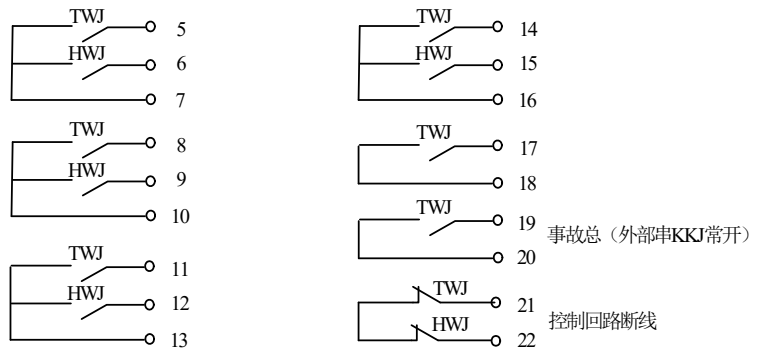 TWJ 5
HWJ 6
7
TWJ 8
HWJ 9
10
TWJ 11
HWJ 12
13
TWJ 14
HWJ 15
16
TWJ 17
18
TWJ 19
事故总（外部串KKJ常开）
20
TWJ 21
控制回路断线
HWJ 22